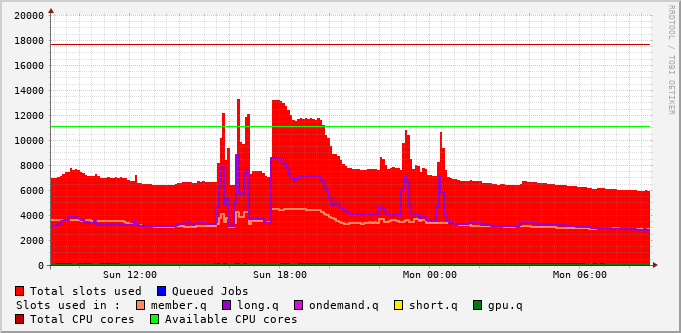 20000
18000
16000
14000
12000
10000
8000
6000
4000
2000
0
Sun 12:00 Sun 18:00 Mon 00:00 Mon 06:00
Total slots used Queued Jobs
Slots used in : member.q long.q ondemand.q short.q gpu.q
Total CPU cores Available CPU cores
RRDTOOL / TOBI OETIKER